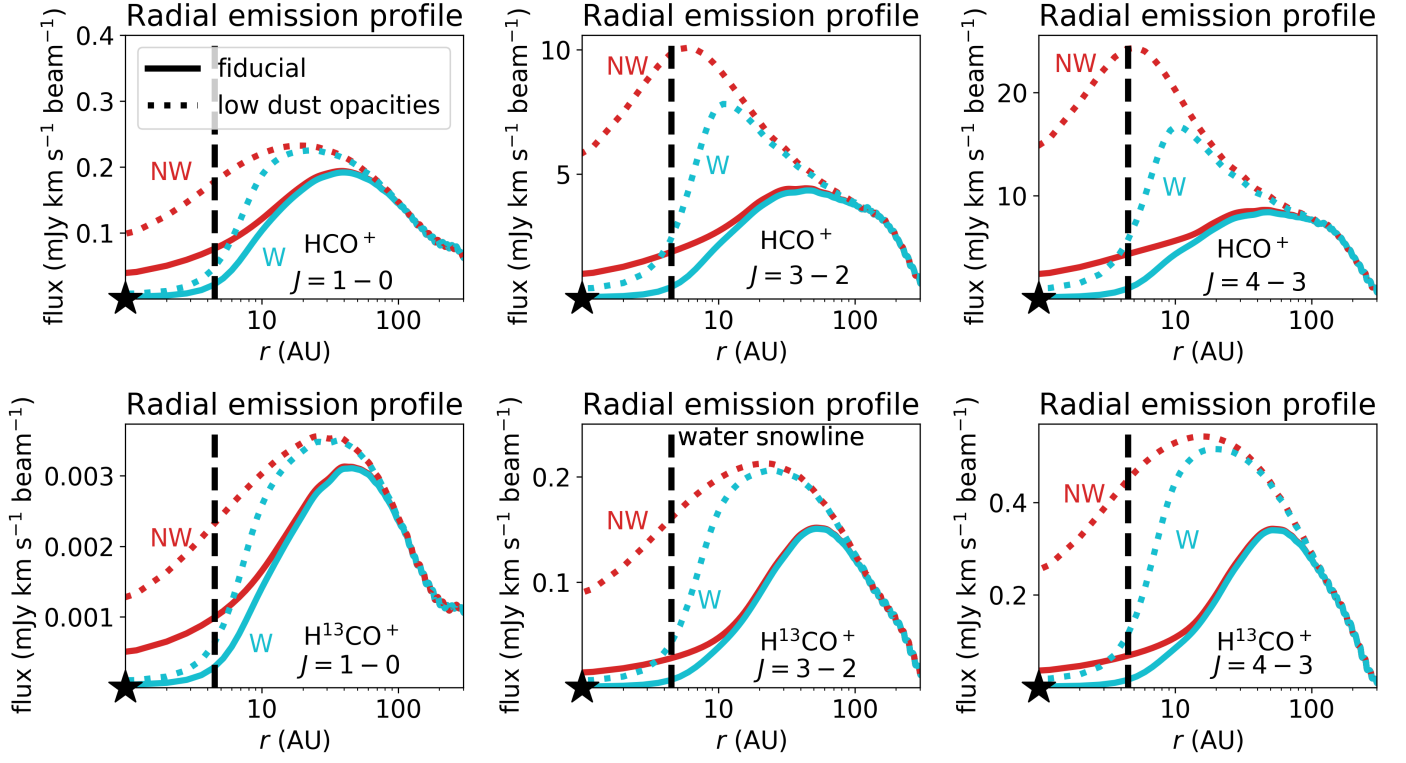 Radial emission profile
flux (mJy km s⁻¹ beam⁻¹)
0.4
0.3
0.2
0.1
0
fiducial
low dust opacities
NW
W
HCO⁺
J = 1 − 0
10
100
r (AU)
Radial emission profile
flux (mJy km s⁻¹ beam⁻¹)
10
5
NW
W
HCO⁺
J = 3 − 2
10
100
r (AU)
Radial emission profile
flux (mJy km s⁻¹ beam⁻¹)
20
10
NW
W
HCO⁺
J = 4 − 3
10
100
r (AU)
Radial emission profile
flux (mJy km s⁻¹ beam⁻¹)
0.003
0.002
0.001
NW
W
H¹³CO⁺
J = 1 − 0
10
100
r (AU)
Radial emission profile
flux (mJy km s⁻¹ beam⁻¹)
water snowline
0.2
0.1
NW
W
H¹³CO⁺
J = 3 − 2
10
100
r (AU)
Radial emission profile
flux (mJy km s⁻¹ beam⁻¹)
0.4
0.2
NW
W
H¹³CO⁺
J = 4 − 3
10
100
r (AU)